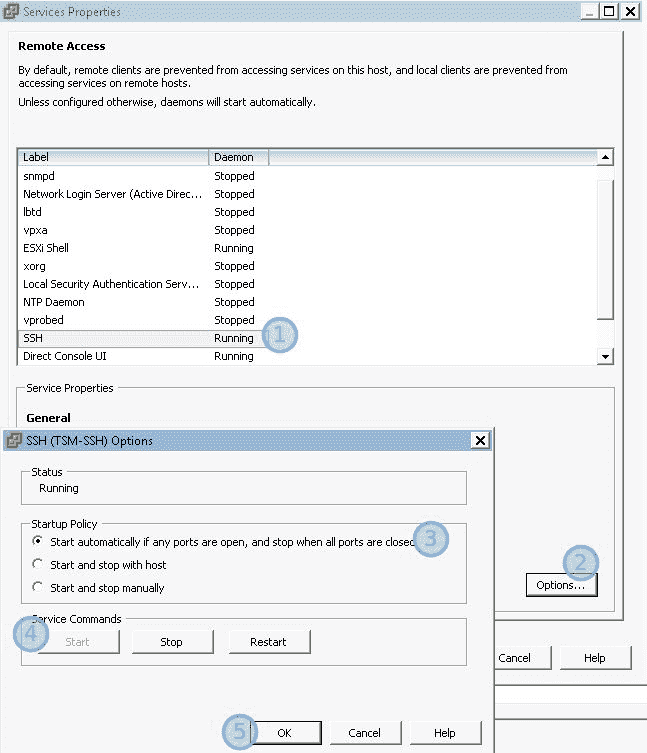 Services Properties
Remote Access
By default, remote clients are prevented from accessing services on this host, and local clients are prevented from
accessing services on remote hosts.
Unless configured otherwise, daemons will start automatically.
Label Daemon
snmpd Stopped
Network Login Server (Active Direc... Stopped
lbtd Stopped
vpxa Stopped
ESXi Shell Running
xorg Stopped
Local Security Authentication Serv... Stopped
NTP Daemon Stopped
vprobed Stopped
SSH Running 1
Direct Console UI Running
Service Properties
General
SSH (TSM-SSH) Options
Status
Running
Startup Policy
Start automatically if any ports are open, and stop when all ports are closed 3
Start and stop with host
2
Start and stop manually
Options...
Service Commands
4 Start Stop Restart
Cancel Help
5 OK Cancel Help